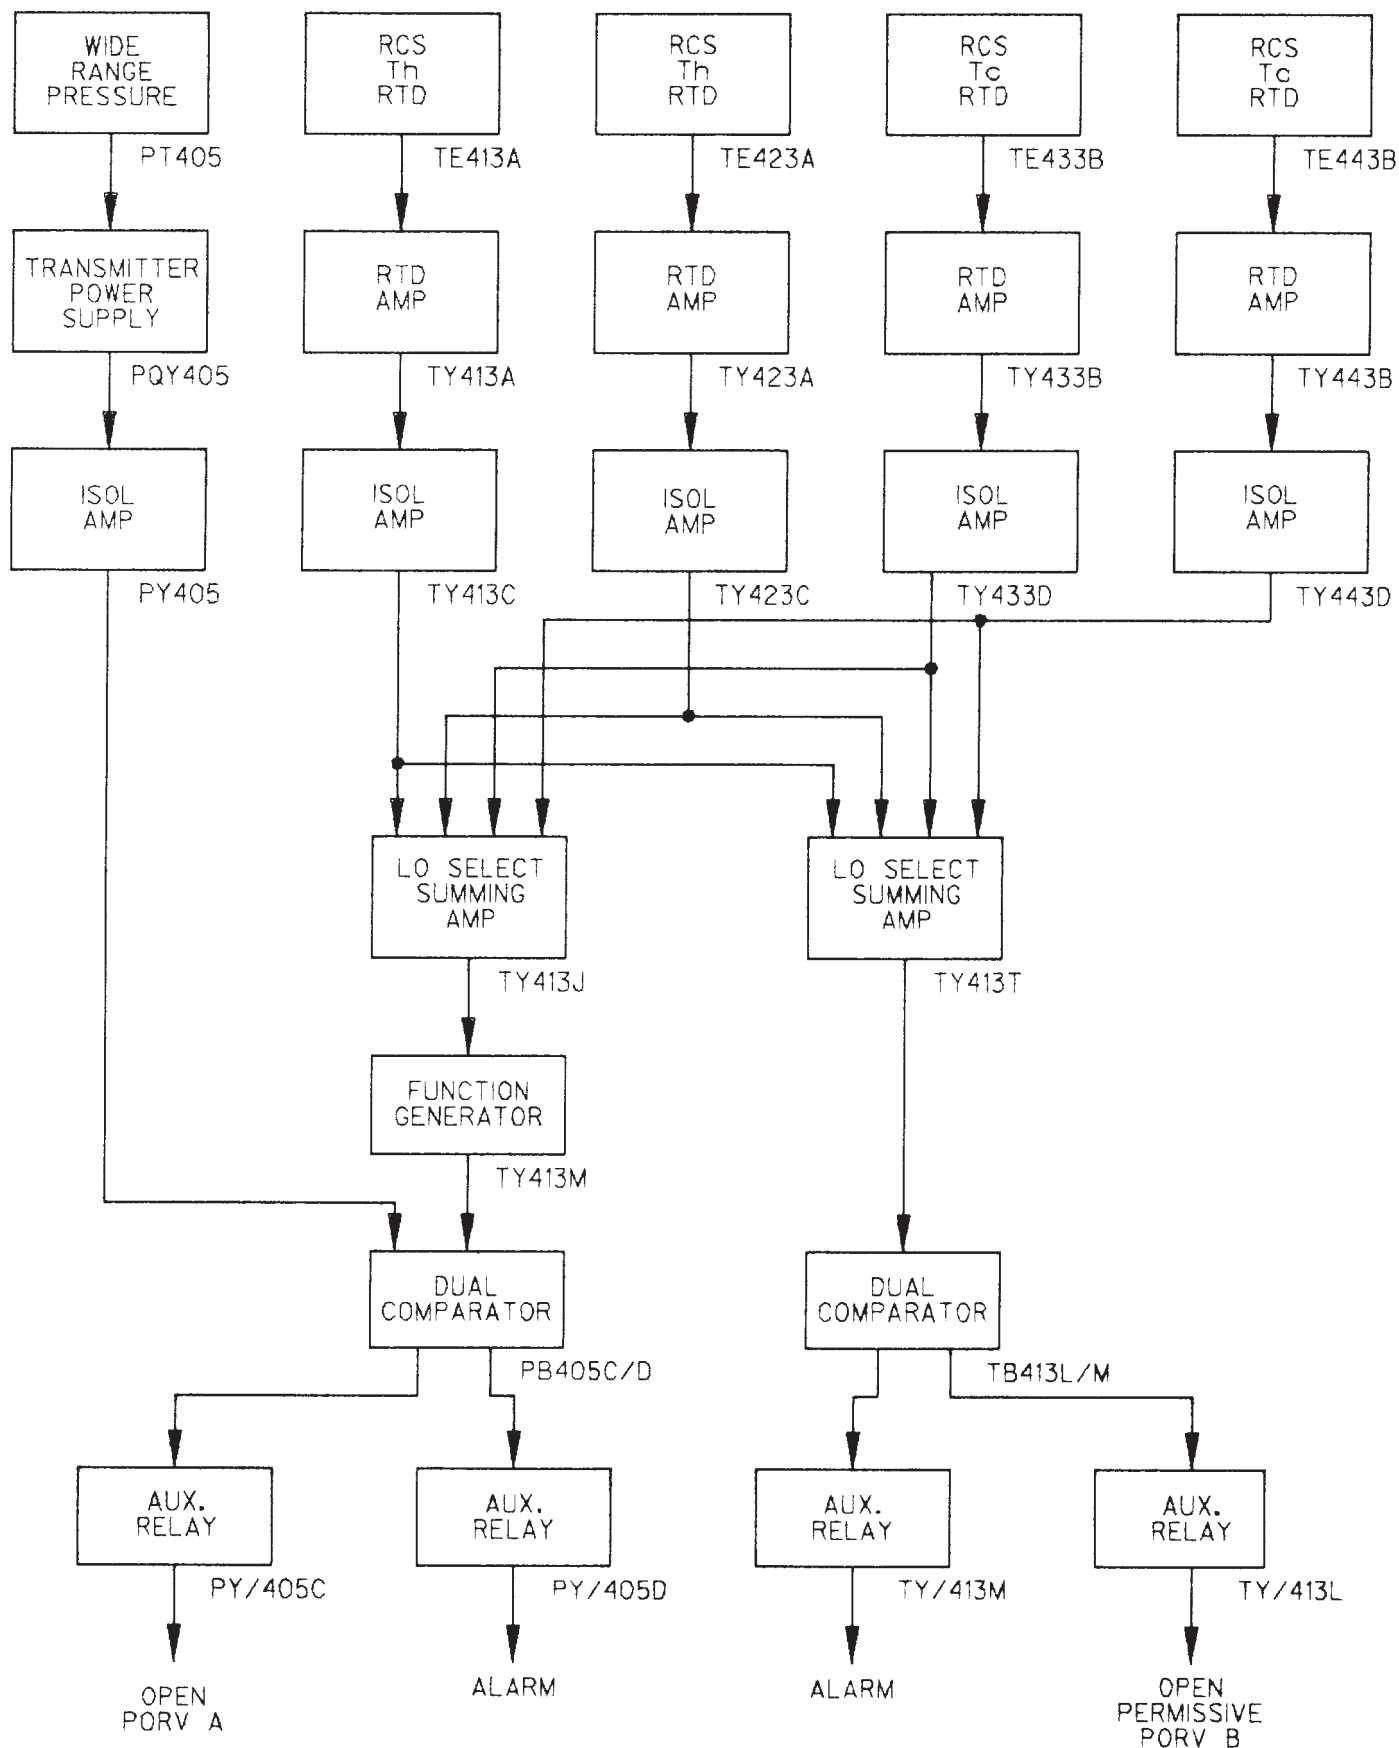 WIDE
RANGE
PRESSURE
RCS
Th
RTD
RCS
Th
RTD
RCS
Tc
RTD
RCS
Tc
RTD
PT405
TE413A
TE423A
TE433B
TE443B
TRANSMITTER
POWER
SUPPLY
RTD
AMP
RTD
AMP
RTD
AMP
RTD
AMP
PQY405
TY413A
TY423A
TY433B
TY443B
ISOL
AMP
ISOL
AMP
ISOL
AMP
ISOL
AMP
ISOL
AMP
PY405
TY413C
TY423C
TY433D
TY443D
LO SELECT
SUMMING
AMP
LO SELECT
SUMMING
AMP
TY413J
TY413T
FUNCTION
GENERATOR
TY413M
DUAL
COMPARATOR
DUAL
COMPARATOR
PB405C/D
TB413L/M
AUX.
RELAY
AUX.
RELAY
AUX.
RELAY
AUX.
RELAY
PY/405C
PY/405D
TY/413M
TY/413L
OPEN
PORV A
ALARM
ALARM
OPEN
PERMISSIVE
PORV B